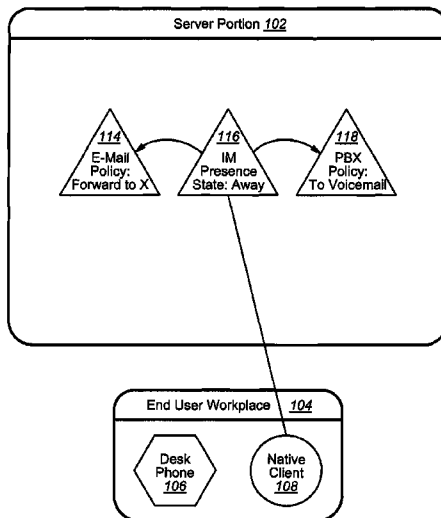 Server Portion 102
114
E-Mail
Policy:
Forward to X
116
IM
Presence
State: Away
118
PBX
Policy:
To Voicemail
End User Workplace 104
Desk
Phone
106
Native
Client
108